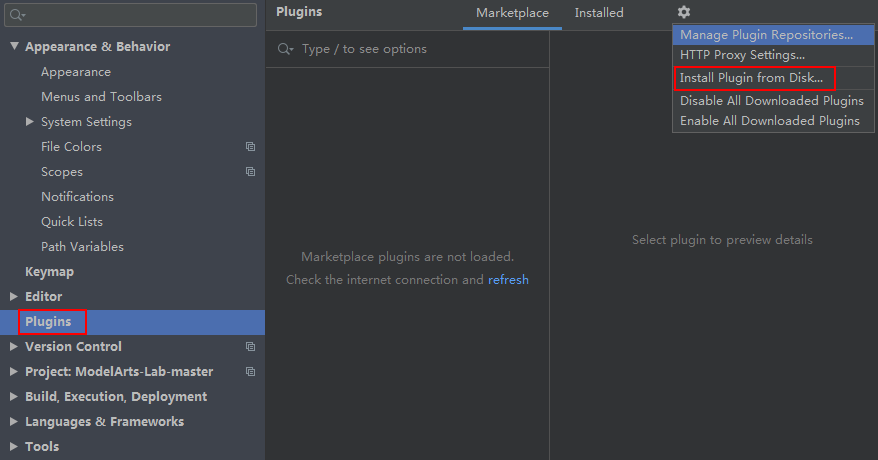 Appearance & Behavior
Appearance
Menus and Toolbars
System Settings
File Colors
Scopes
Notifications
Quick Lists
Path Variables
Keymap
Editor
Plugins
Version Control
Project: ModelArts-Lab-master
Build, Execution, Deployment
Languages & Frameworks
Tools
Plugins
Marketplace
Installed
Type / to see options
Marketplace plugins are not loaded.
Check the internet connection and refresh
Manage Plugin Repositories...
HTTP Proxy Settings...
Install Plugin from Disk...
Disable All Downloaded Plugins
Enable All Downloaded Plugins
Select plugin to preview details